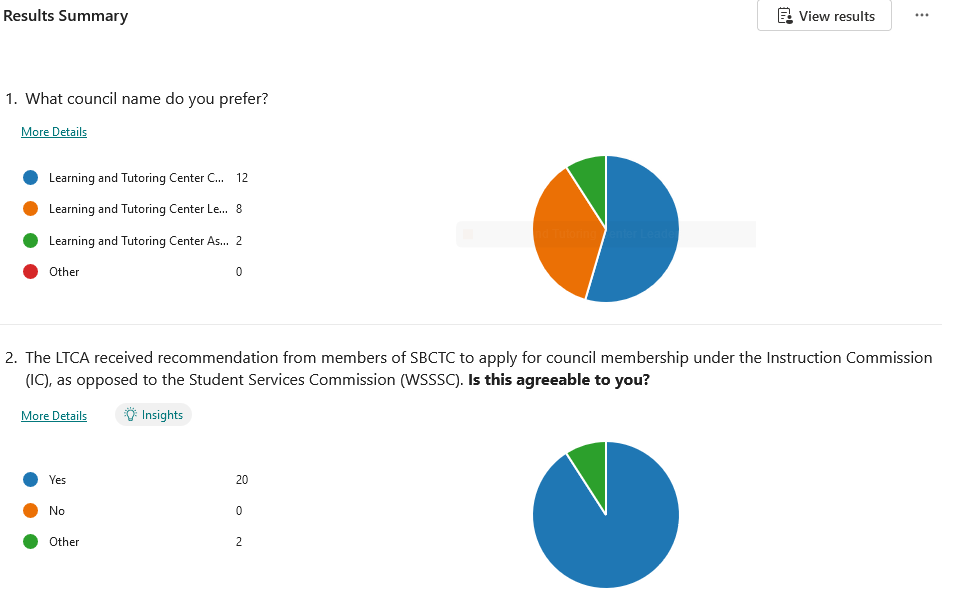 Results Summary
View results
1. What council name do you prefer?
More Details
Learning and Tutoring Center C... 12
Learning and Tutoring Center Le... 8
Learning and Tutoring Center As... 2
Other 0
2. The LTCA received recommendation from members of SBCTC to apply for council membership under the Instruction Commission
(IC), as opposed to the Student Services Commission (WSSSC). Is this agreeable to you?
More Details
Insights
Yes 20
No 0
Other 2